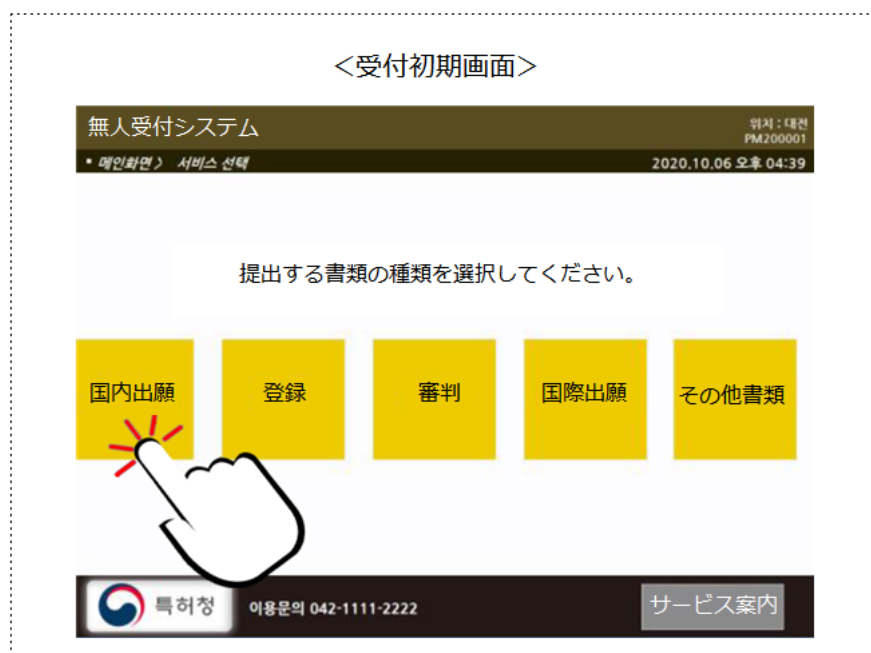 ＜受付初期画面＞
無人受付システム
위치 : 대전
PM200001
▪ 메인화면 〉 서비스 선택
2020.10.06 오후 04:39
提出する書類の種類を選択してください。
国内出願 登録 審判 国際出願 その他書類
특허청 이용문의 042-1111-2222 サービス案内